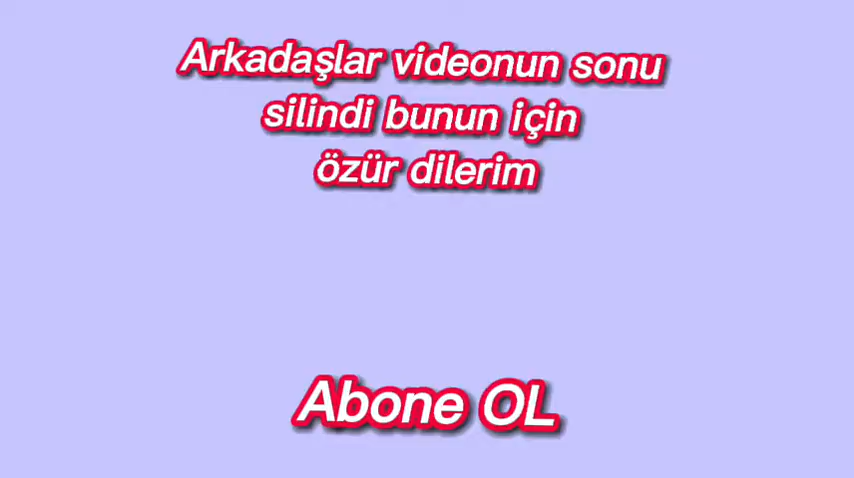 Arkadaşlar videonun sonu
silindi bunun için
özür dilerim
Abone OL